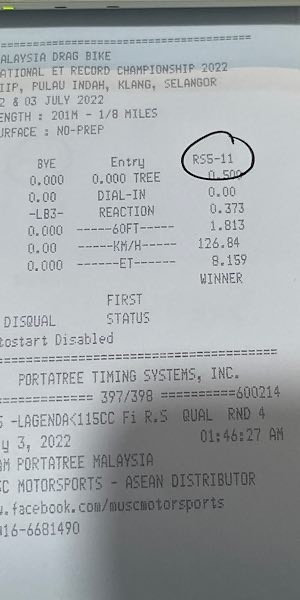 ==============================
ALAYSIA DRAG BIKE
ATIONAL ET RECORD CHAMPIONSHIP 2022
IIP, PULAU INDAH, KLANG, SELANGOR
2 & 03 JULY 2022
ENGTH : 201M - 1/8 MILES
URFACE : NO-PREP
BYE Entry RS5-11
0.000 0.000 TREE 0.500
0.00 DIAL-IN 0.00
-LB3- REACTION 0.373
0.000 -----60FT----- 1.813
0.00 -----KM/H----- 126.84
0.000 ------ET------ 8.159
WINNER
FIRST
DISQUAL STATUS
tostart Disabled
==============================
PORTATREE TIMING SYSTEMS, INC.
=========== 397/398 ==========600214
S -LAGENDA<115CC Fi R.S QUAL RND 4
y 3, 2022 01:46:27 AM
AM PORTATREE MALAYSIA
SC MOTORSPORTS - ASEAN DISTRIBUTOR
w.facebook.com/muscmotorsports
016-6681490